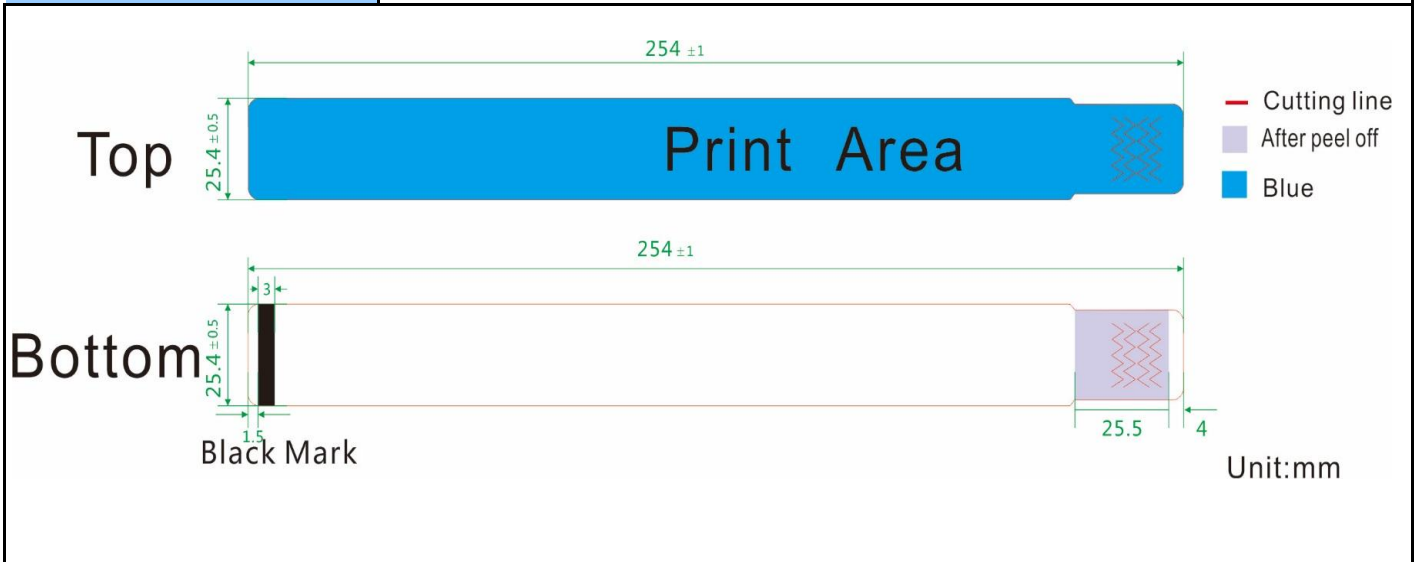 254 ±1
Top
25.4 ±0.5
Print Area
Cutting line
After peel off
Blue
254 ±1
3
Bottom
25.4 ±0.5
1.5
Black Mark
25.5
4
Unit:mm